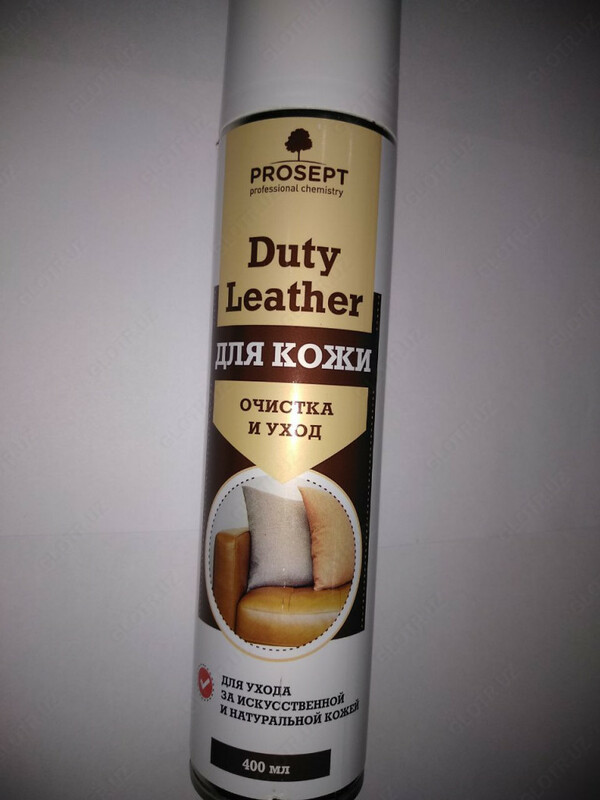 PROSEPT
professional chemistry
Duty
Leather
ДЛЯ КОЖИ
ОЧИСТКА
И УХОД
ДЛЯ УХОДА
ЗА ИСКУССТВЕННОЙ
И НАТУРАЛЬНОЙ КОЖЕЙ
400 мл